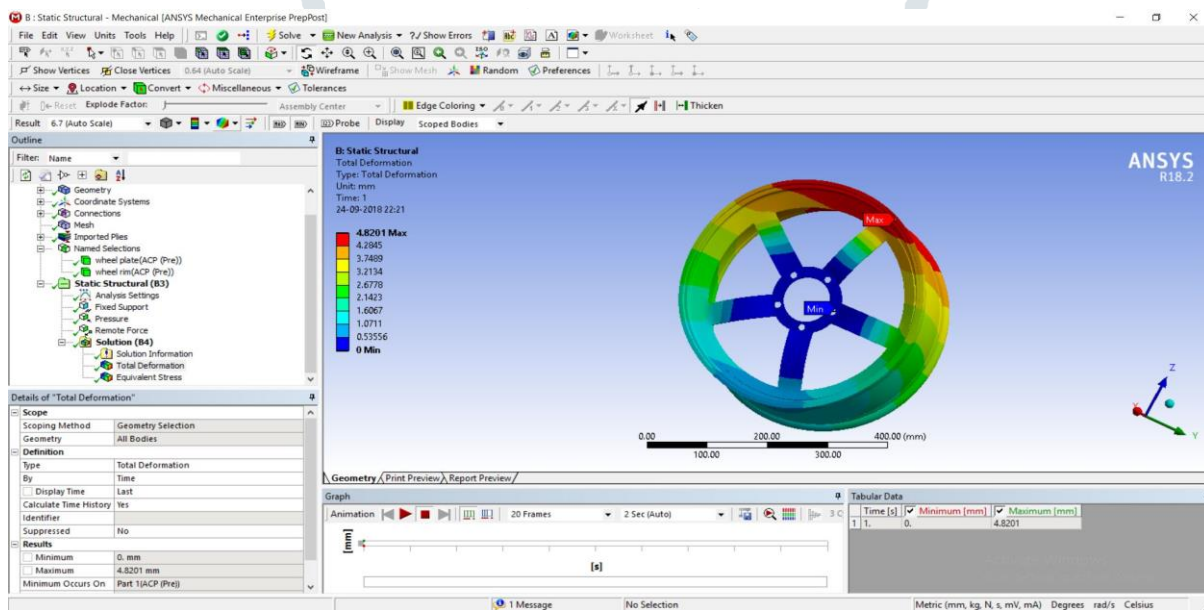 B : Static Structural - Mechanical [ANSYS Mechanical Enterprise PrepPost]
File Edit View Units Tools Help Solve New Analysis ?/ Show Errors Worksheet
Show Vertices Close Vertices 0.64 (Auto Scale) Wireframe Show Mesh Random Preferences
Size Location Convert Miscellaneous Tolerances
Reset Explode Factor: Assembly Center Edge Coloring Thicken
Result 6.7 (Auto Scale) Probe Display Scoped Bodies
Outline
Filter: Name
Geometry
Coordinate Systems
Connections
Mesh
Imported Plies
Named Selections
wheel plate(ACP (Pre))
wheel rim(ACP (Pre))
Static Structural (B3)
Analysis Settings
Fixed Support
Pressure
Remote Force
Solution (B4)
Solution Information
Total Deformation
Equivalent Stress
Details of "Total Deformation"
Scope
Scoping Method Geometry Selection
Geometry All Bodies
Definition
Type Total Deformation
By Time
Display Time Last
Calculate Time History Yes
Identifier
Suppressed No
Results
Minimum 0. mm
Maximum 4.8201 mm
Minimum Occurs On Part 1(ACP (Pre))
B: Static Structural
Total Deformation
Type: Total Deformation
Unit: mm
Time: 1
24-09-2018 22:21
4.8201 Max
4.2845
3.7489
3.2134
2.6778
2.1423
1.6067
1.0711
0.53556
0 Min
Max
Min
ANSYS
R18.2
Z
X
Y
0.00 200.00 400.00 (mm)
100.00 300.00
Geometry Print Preview Report Preview
Graph
Animation 20 Frames 2 Sec (Auto) 3 C
[mm]
[s]
Tabular Data
Time [s] Minimum [mm] Maximum [mm]
1 1. 0. 4.8201
1 Message No Selection Metric (mm, kg, N, s, mV, mA) Degrees rad/s Celsius